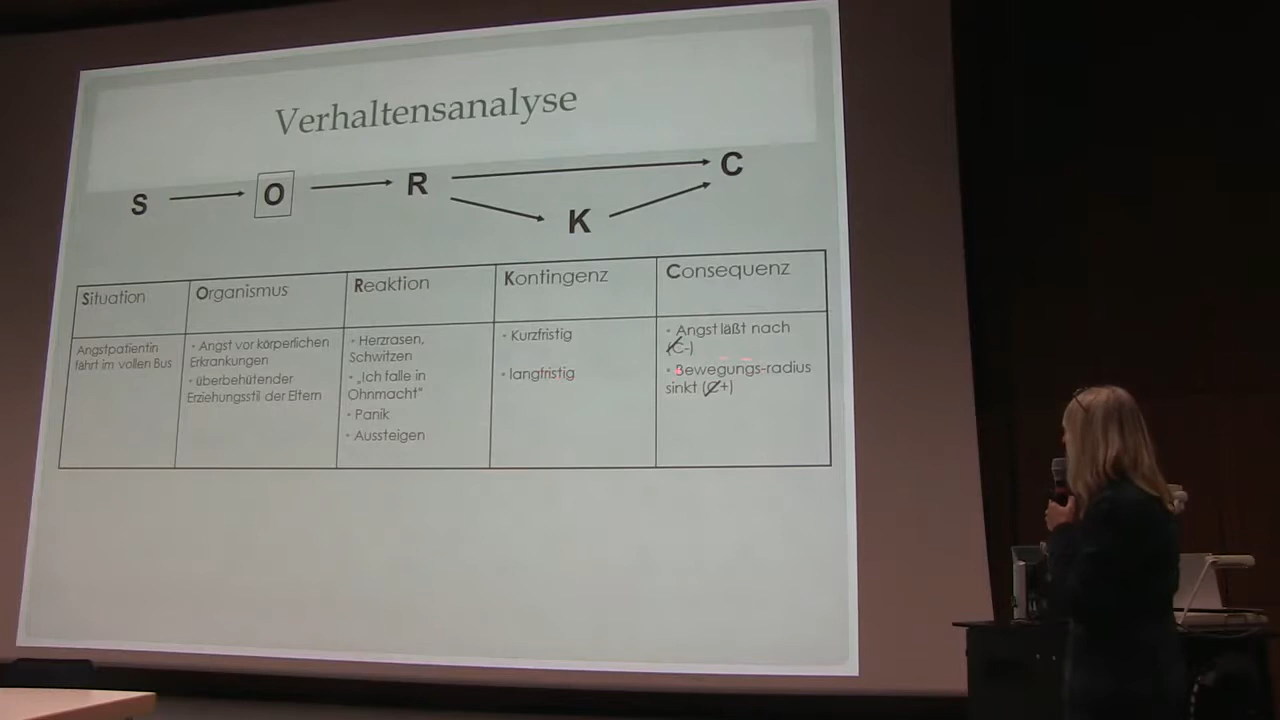 Verhaltensanalyse
S O R K C
Situation
Organismus
Reaktion
Kontingenz
Consequenz
Angstpatientin
fährt im vollen Bus
• Angst vor körperlichen
Erkrankungen
• überbehütender
Erziehungsstil der Eltern
• Herzrasen,
Schwitzen
• „Ich falle in
Ohnmacht"
• Panik
• Aussteigen
• Kurzfristig
• langfristig
• Angst läßt nach
(C̸-)
• Bewegungs-radius
sinkt (C̸+)